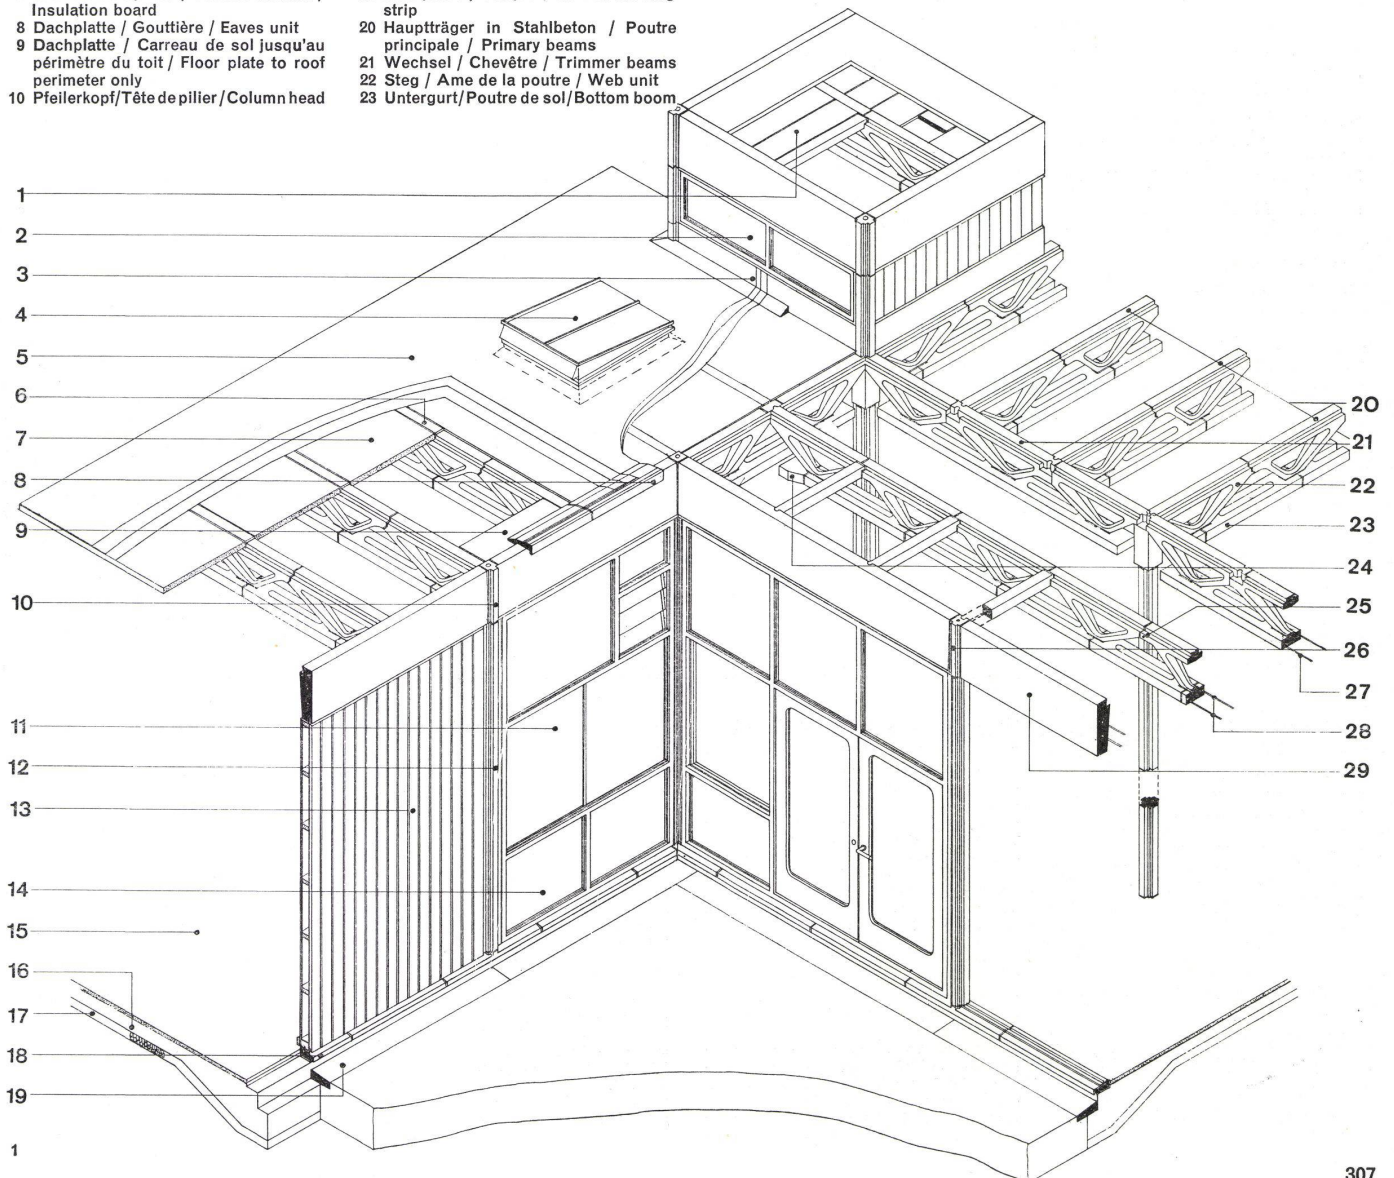 Insulation board
8 Dachplatte / Gouttière / Eaves unit
9 Dachplatte / Carreau de sol jusqu'au
périmètre du toit / Floor plate to roof
perimeter only
10 Pfeilerkopf/Tête de pilier/Column head
strip
20 Hauptträger in Stahlbeton / Poutre
principale / Primary beams
21 Wechsel / Chevêtre / Trimmer beams
22 Steg / Ame de la poutre / Web unit
23 Untergurt/Poutre de sol/Bottom boom
1
2
3
4
5
6
7
8
9
10
11
12
13
14
15
16
17
18
19
20
21
22
23
24
25
26
27
28
29
1
307